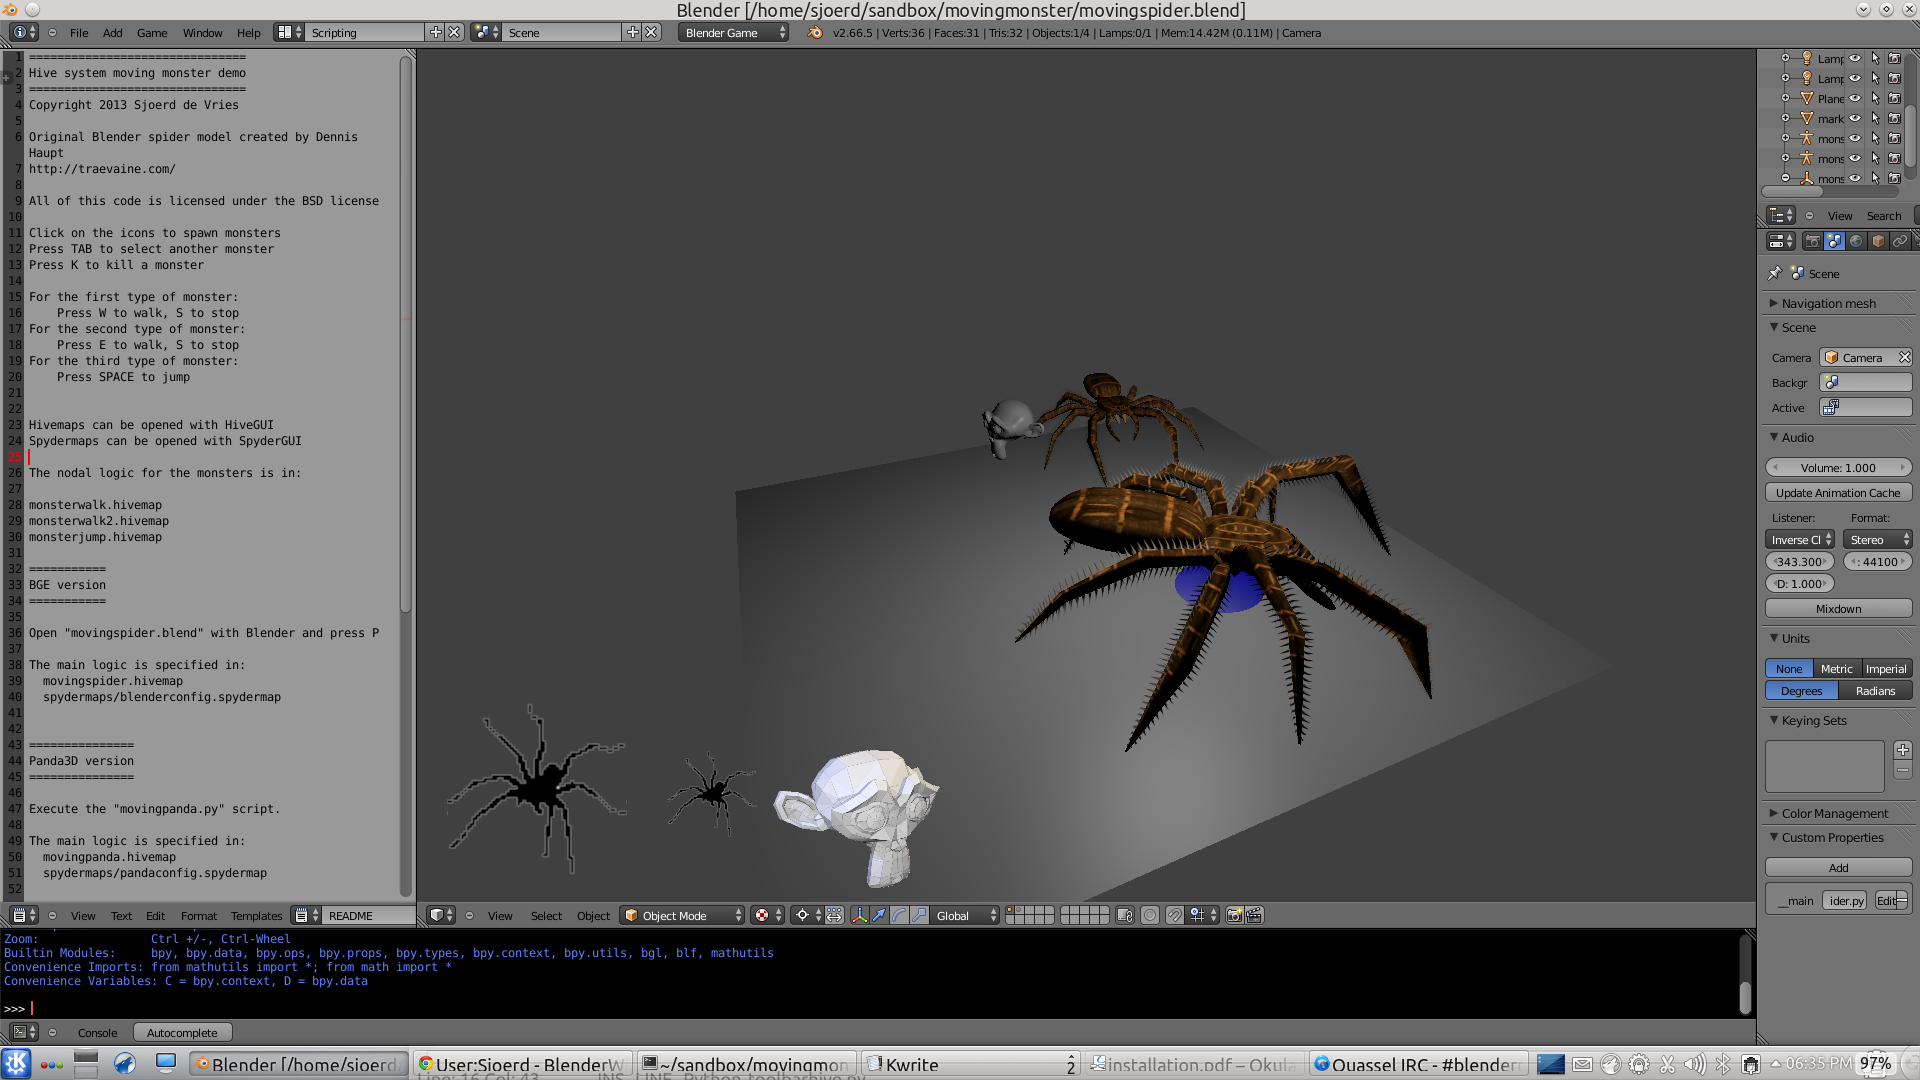 Blender [/home/sjoerd/sandbox/movingmonster/movingspider.blend]
File Add Game Window Help Scripting Scene Blender Game v2.66.5 | Verts:36 | Faces:31 | Tris:32 | Objects:1/4 | Lamps:0/1 | Mem:14.42M (0.11M) | Camera
1 ===============================
2 Hive system moving monster demo
3 ===============================
4 Copyright 2013 Sjoerd de Vries
5
6 Original Blender spider model created by Dennis
Haupt
7 http://traevaine.com/
8
9 All of this code is licensed under the BSD license
10
11 Click on the icons to spawn monsters
12 Press TAB to select another monster
13 Press K to kill a monster
14
15 For the first type of monster:
16 Press W to walk, S to stop
17 For the second type of monster:
18 Press E to walk, S to stop
19 For the third type of monster:
20 Press SPACE to jump
21
22
23 Hivemaps can be opened with HiveGUI
24 Spydermaps can be opened with SpyderGUI
25
26 The nodal logic for the monsters is in:
27
28 monsterwalk.hivemap
29 monsterwalk2.hivemap
30 monsterjump.hivemap
31
32 ===========
33 BGE version
34 ===========
35
36 Open "movingspider.blend" with Blender and press P
37
38 The main logic is specified in:
39 movingspider.hivemap
40 spydermaps/blenderconfig.spydermap
41
42
43 ===============
44 Panda3D version
45 ===============
46
47 Execute the "movingpanda.py" script.
48
49 The main logic is specified in:
50 movingpanda.hivemap
51 spydermaps/pandaconfig.spydermap
52
View Text Edit Format Templates README
View Select Object Object Mode Global
Zoom: Ctrl +/-, Ctrl-Wheel
Builtin Modules: bpy, bpy.data, bpy.ops, bpy.props, bpy.types, bpy.context, bpy.utils, bgl, blf, mathutils
Convenience Imports: from mathutils import *; from math import *
Convenience Variables: C = bpy.context, D = bpy.data
>>>
Console Autocomplete
Lamp
Lamp
Plane
mark
mons
mons
mons
View Search
Scene
Navigation mesh
Scene
Camera Camera
Backgr
Active
Audio
Volume: 1.000
Update Animation Cache
Listener: Format:
Inverse Cl Stereo
343.300 : 44100
D: 1.000
Mixdown
Units
None Metric Imperial
Degrees Radians
Keying Sets
Color Management
Custom Properties
Add
__main ider.py Edit
Blender [/home/sjoerd User:Sjoerd - BlenderW ~/sandbox/movingmon Kwrite 2 installation.pdf – Okula Quassel IRC - #blender 06:35 PM 97%